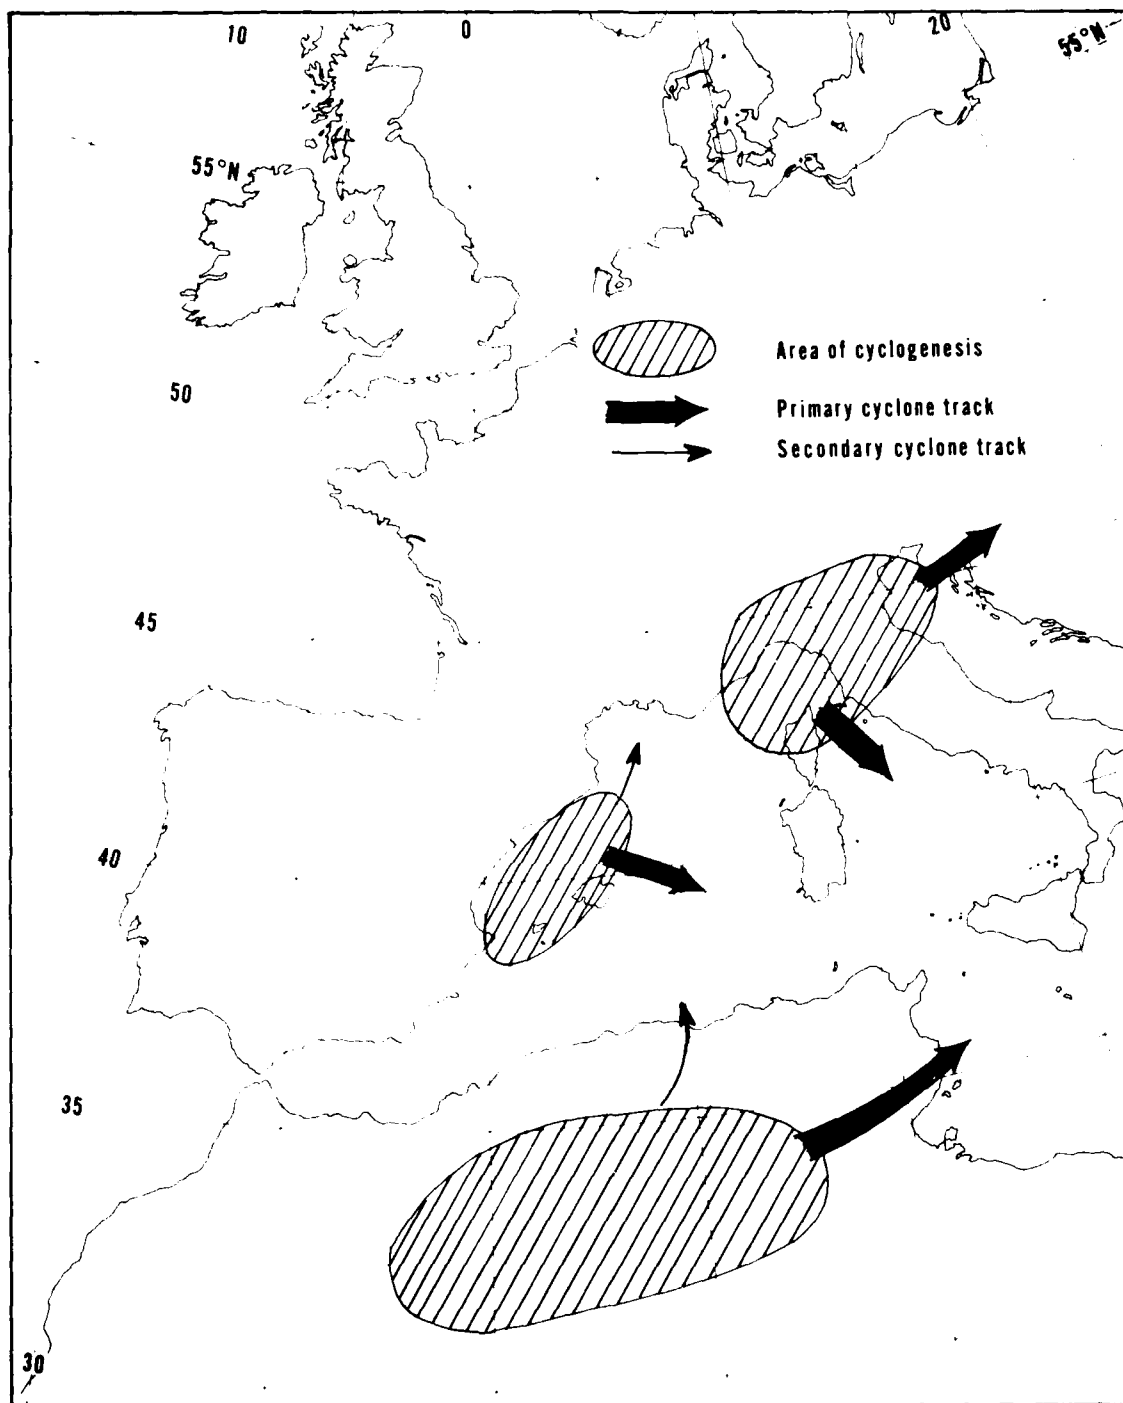 10 0 20 55°N
55°N
Area of cyclogenesis
50
Primary cyclone track
Secondary cyclone track
45
40
35
30